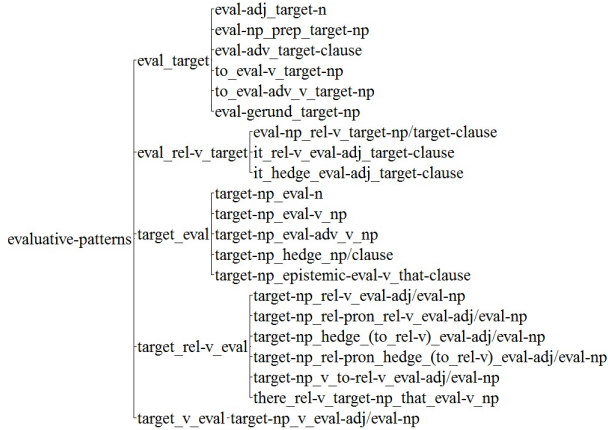 evaluative-patterns
eval_target
eval-adj_target-n
eval-np_prep_target-np
eval-adv_target-clause
to_eval-v_target-np
to_eval-adv_v_target-np
eval-gerund_target-np
eval_rel-v_target
eval-np_rel-v_target-np/target-clause
it_rel-v_eval-adj_target-clause
it_hedge_eval-adj_target-clause
target_eval
target-np_eval-n
target-np_eval-v_np
target-np_eval-adv_v_np
target-np_hedge_np/clause
target-np_epistemic-eval-v_that-clause
target_rel-v_eval
target-np_rel-v_eval-adj/eval-np
target-np_rel-pron_rel-v_eval-adj/eval-np
target-np_hedge_(to_rel-v)_eval-adj/eval-np
target-np_rel-pron_hedge_(to_rel-v)_eval-adj/eval-np
target-np_v_to-rel-v_eval-adj/eval-np
there_rel-v_target-np_that_eval-v_np
target_v_eval
target-np_v_eval-adj/eval-np